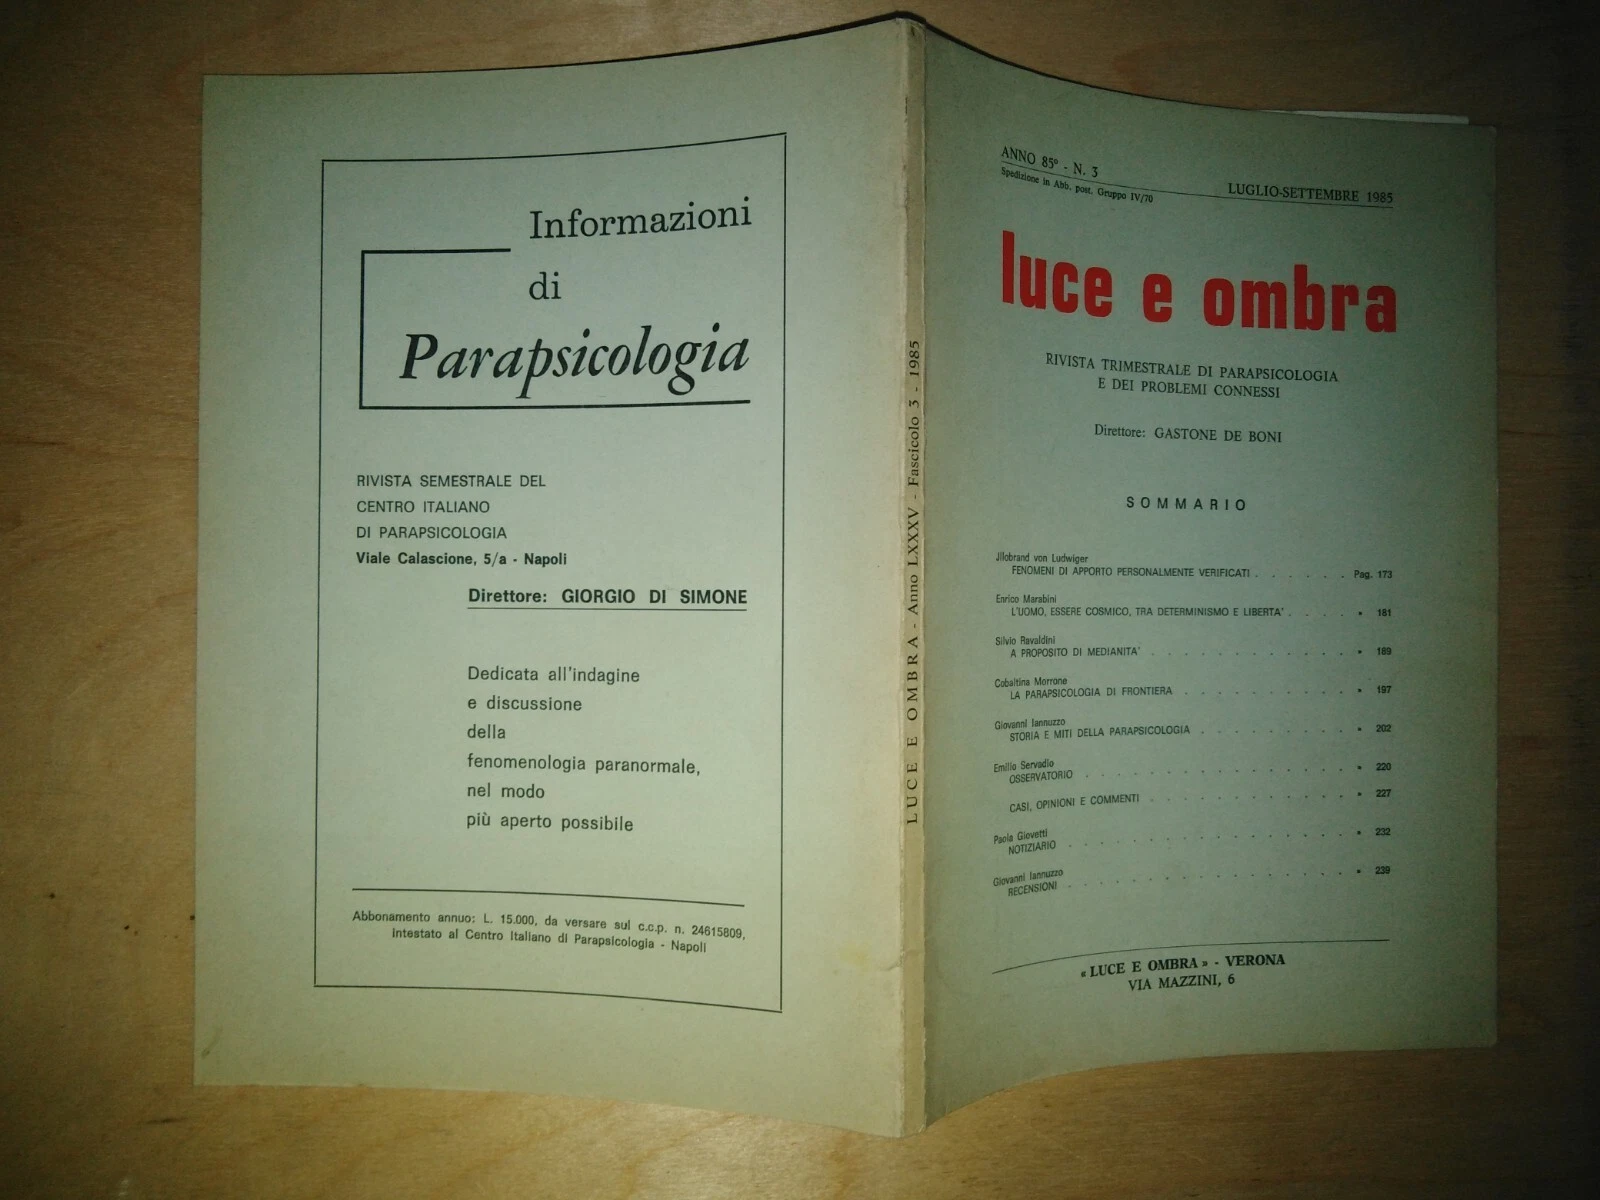 Informazioni
di
Parapsicologia
RIVISTA SEMESTRALE DEL
CENTRO ITALIANO
DI PARAPSICOLOGIA
Viale Calascione, 5/a - Napoli
Direttore: GIORGIO DI SIMONE
Dedicata all'indagine
e discussione
della
fenomenologia paranormale,
nel modo
più aperto possibile
Abbonamento annuo: L. 15.000, da versare sul c.c.p. n. 24615809,
intestato al Centro Italiano di Parapsicologia - Napoli
LUCE E OMBRA - Anno LXXXV - Fascicolo 3 - 1985
ANNO 85° - N. 3
Spedizione in Abb. post. Gruppo IV/70
LUGLIO-SETTEMBRE 1985
luce e ombra
RIVISTA TRIMESTRALE DI PARAPSICOLOGIA
E DEI PROBLEMI CONNESSI
Direttore: GASTONE DE BONI
SOMMARIO
Jllobrand von Ludwiger
FENOMENI DI APPORTO PERSONALMENTE VERIFICATI . . . . . . Pag. 173
Enrico Marabini
L'UOMO, ESSERE COSMICO, TRA DETERMINISMO E LIBERTA' . . . . » 181
Silvio Ravaldini
A PROPOSITO DI MEDIANITA' . . . . . . . . . . . . » 189
Cobaltina Morrone
LA PARAPSICOLOGIA DI FRONTIERA . . . . . . . . . . . » 197
Giovanni Iannuzzo
STORIA E MITI DELLA PARAPSICOLOGIA . . . . . . . . . . » 202
Emilio Servadio
OSSERVATORIO . . . . . . . . . . . . . . . » 220
CASI, OPINIONI E COMMENTI . . . . . . . . . . . . » 227
Paola Giovetti
NOTIZIARIO . . . . . . . . . . . . . . . . » 232
Giovanni Iannuzzo
RECENSIONI . . . . . . . . . . . . . . . . » 239
« LUCE E OMBRA » - VERONA
VIA MAZZINI, 6